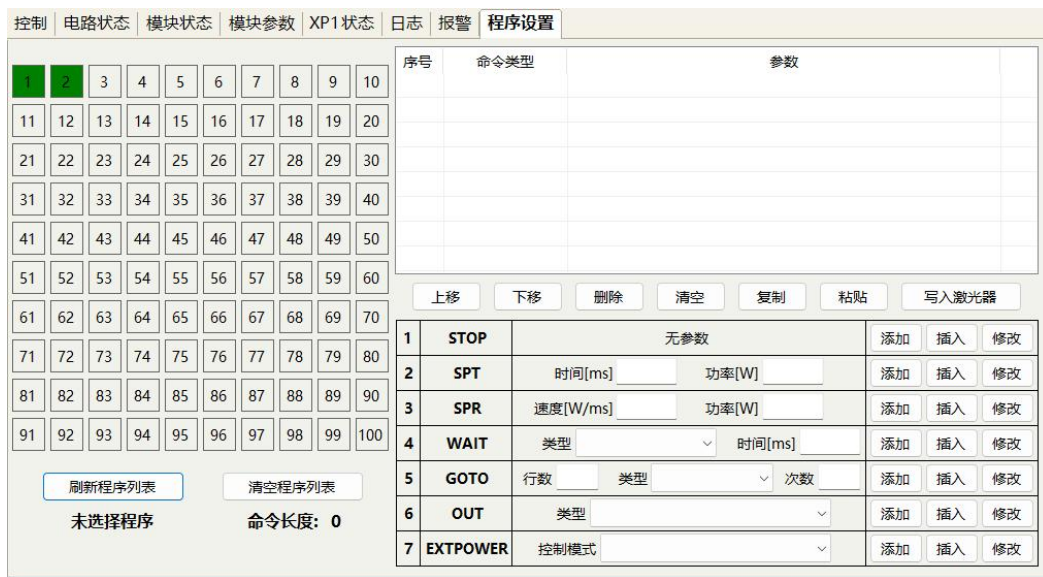 控制 电路状态 模块状态 模块参数 XP1状态 日志 报警 程序设置
1 2 3 4 5 6 7 8 9 10
11 12 13 14 15 16 17 18 19 20
21 22 23 24 25 26 27 28 29 30
31 32 33 34 35 36 37 38 39 40
41 42 43 44 45 46 47 48 49 50
51 52 53 54 55 56 57 58 59 60
61 62 63 64 65 66 67 68 69 70
71 72 73 74 75 76 77 78 79 80
81 82 83 84 85 86 87 88 89 90
91 92 93 94 95 96 97 98 99 100
刷新程序列表 清空程序列表
未选择程序 命令长度: 0
序号 命令类型 参数
上移 下移 删除 清空 复制 粘贴 写入激光器
1 STOP 无参数 添加 插入 修改
2 SPT 时间[ms] 功率[W] 添加 插入 修改
3 SPR 速度[W/ms] 功率[W] 添加 插入 修改
4 WAIT 类型 时间[ms] 添加 插入 修改
5 GOTO 行数 类型 次数 添加 插入 修改
6 OUT 类型 添加 插入 修改
7 EXTPOWER 控制模式 添加 插入 修改